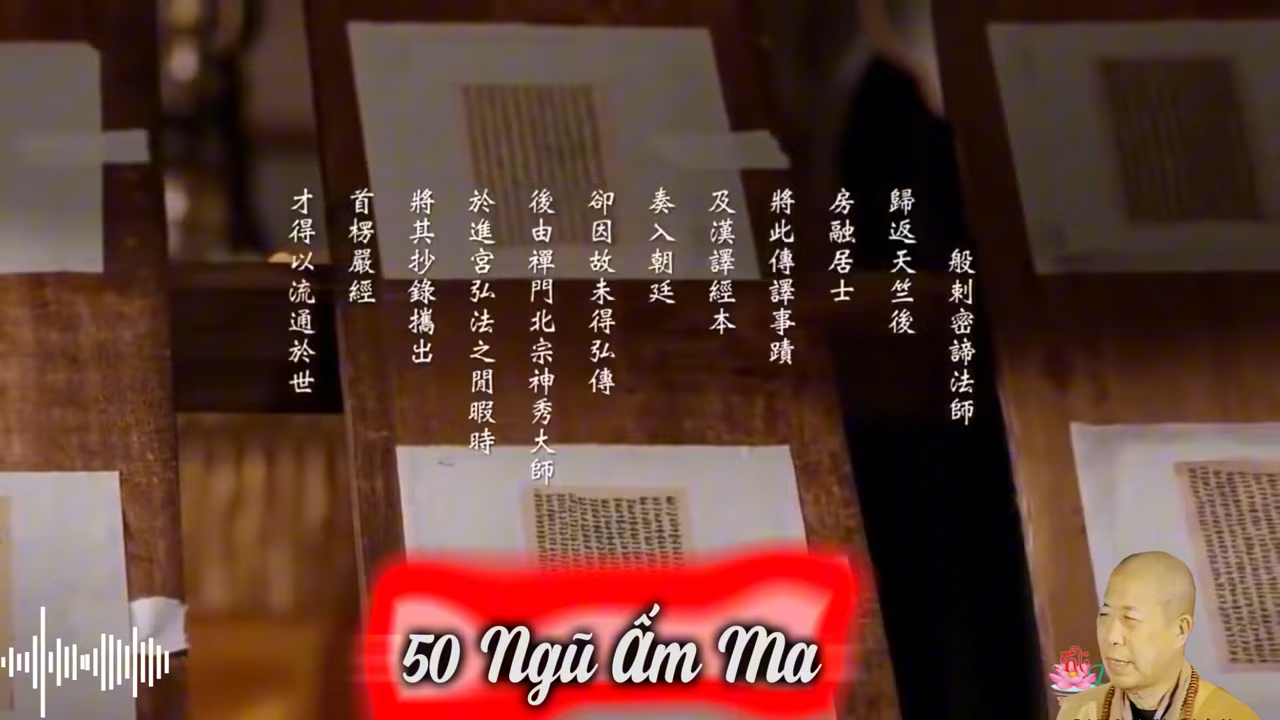 般剌密諦法師
歸返天竺後
房融居士
將此傳譯事蹟
及漢譯經本
奏入朝廷
卻因故未得弘傳
後由禪門北宗神秀大師
於進宮弘法之閒暇時
將其抄錄攜出
首楞嚴經
才得以流通於世
50 Ngũ Ấm Ma